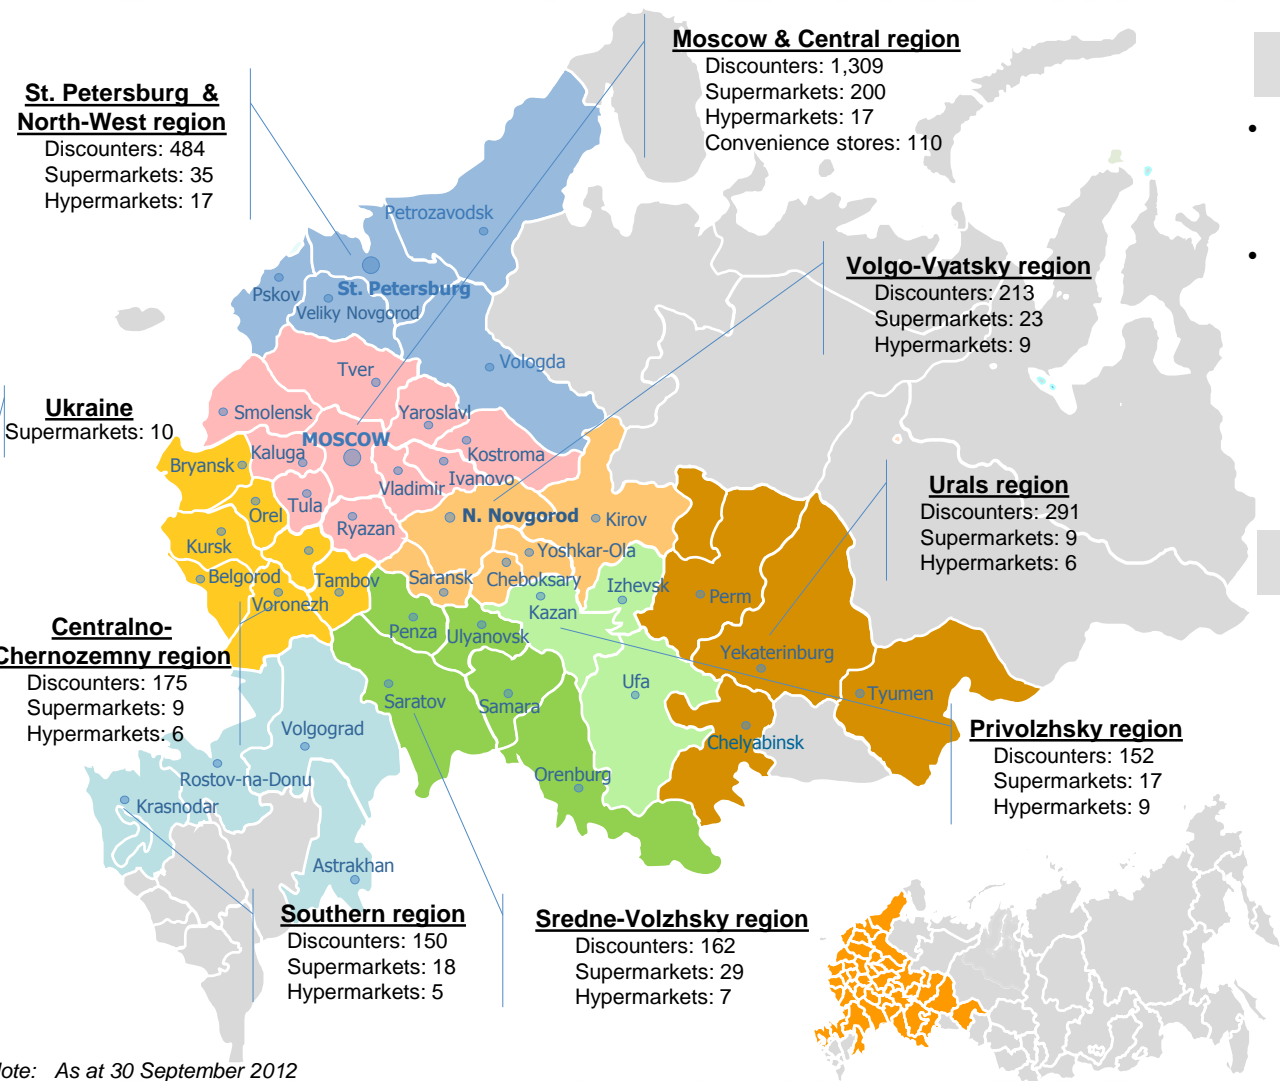 Moscow & Central region
Discounters: 1,309
Supermarkets: 200
Hypermarkets: 17
Convenience stores: 110
St. Petersburg &
North-West region
Discounters: 484
Supermarkets: 35
Hypermarkets: 17
•
•
Petrozavodsk
Volgo-Vyatsky region
Discounters: 213
Supermarkets: 23
Hypermarkets: 9
Pskov
St. Petersburg
Veliky Novgorod
Vologda
Tver
Ukraine
Supermarkets: 10
Smolensk
Yaroslavl
MOSCOW
Kaluga
Kostroma
Bryansk
Vladimir
Ivanovo
Tula
Orel
Ryazan
N. Novgorod
Kirov
Urals region
Discounters: 291
Supermarkets: 9
Hypermarkets: 6
Kursk
Yoshkar-Ola
Belgorod
Tambov
Saransk
Cheboksary
Izhevsk
Voronezh
Kazan
Perm
Centralno-
Chernozemny region
Discounters: 175
Supermarkets: 9
Hypermarkets: 6
Penza
Ulyanovsk
Yekaterinburg
Ufa
Tyumen
Saratov
Samara
Volgograd
Chelyabinsk
Privolzhsky region
Discounters: 152
Supermarkets: 17
Hypermarkets: 9
Rostov-na-Donu
Orenburg
Krasnodar
Astrakhan
Southern region
Discounters: 150
Supermarkets: 18
Hypermarkets: 5
Sredne-Volzhsky region
Discounters: 162
Supermarkets: 29
Hypermarkets: 7
Note: As at 30 September 2012